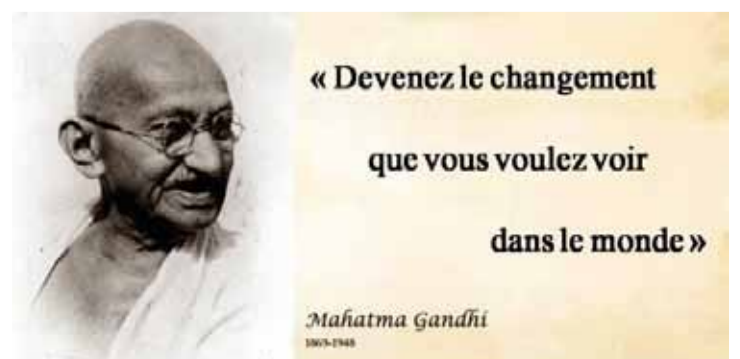 « Devenez le changement
que vous voulez voir
dans le monde »
Mahatma Gandhi
1869-1948